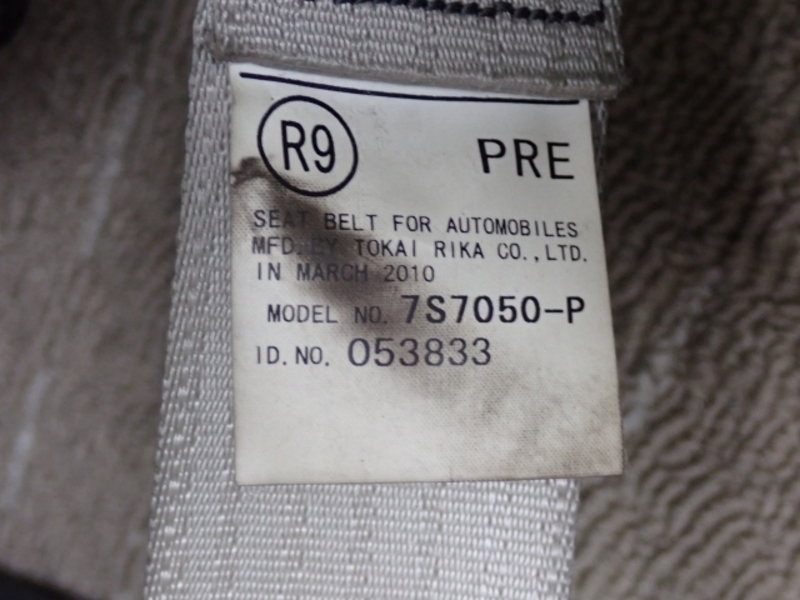 R9 PRE
SEAT BELT FOR AUTOMOBILES
MFD. BY TOKAI RIKA CO., LTD.
IN MARCH 2010
MODEL NO. 7S7050-P
ID. NO. 053833